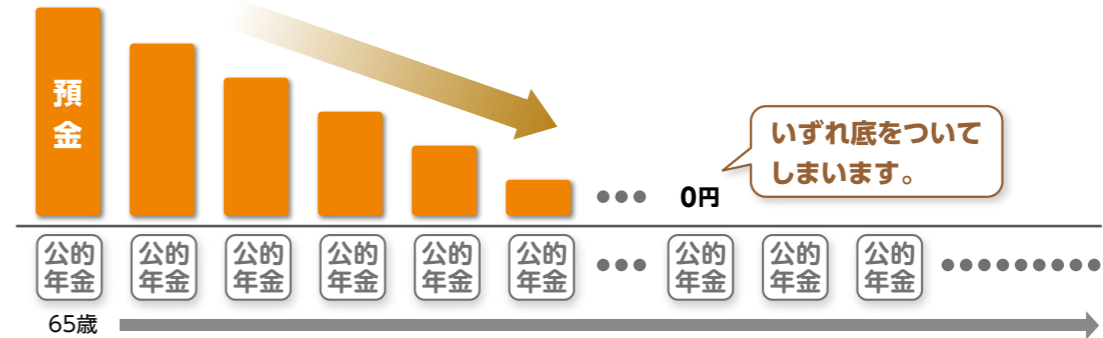 預
金
いずれ底をついて
しまいます。
●●● 0円
公的
年金
公的
年金
公的
年金
公的
年金
公的
年金
公的
年金
●●●
公的
年金
公的
年金
公的
年金
●●●●●●●●●
65歳